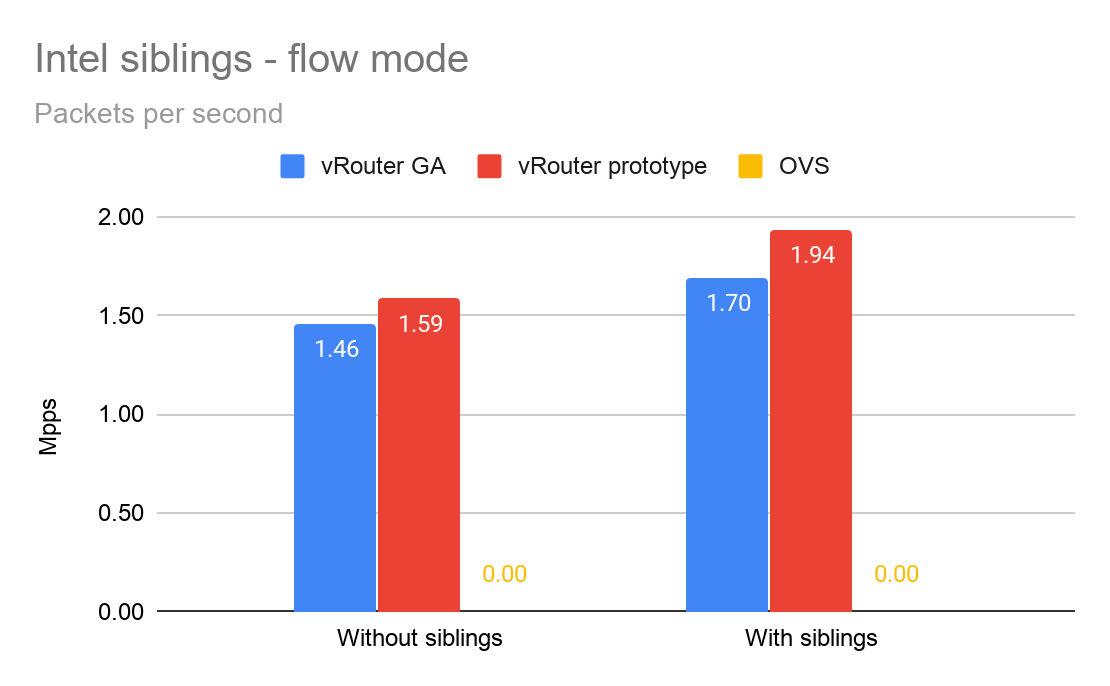 Intel siblings - flow mode
Packets per second
vRouter GA vRouter prototype OVS
2.00
1.94
1.70
1.50
1.59
1.46
1.00
Mpps
0.50
0.00 0.00
0.00
Without siblings With siblings